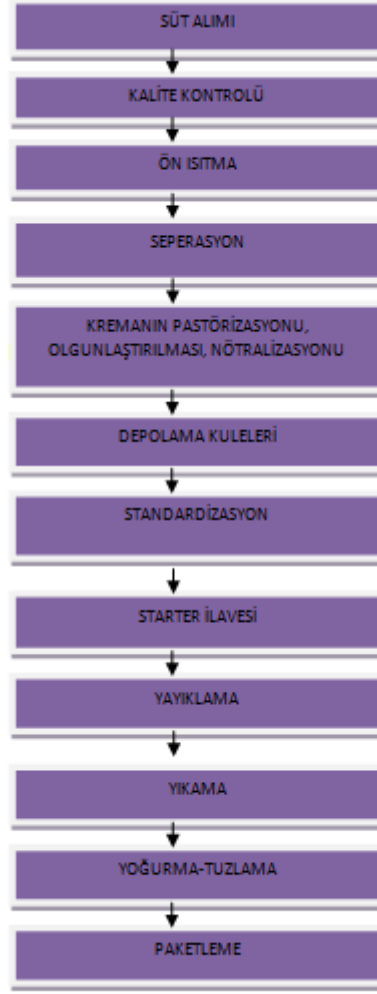 SÜT ALIMI
KALİTE KONTROLÜ
ÖN ISITMA
SEPERASYON
KREMANIN PASTÖRİZASYONU,
OLGUNLAŞTIRILMASI, NÖTRALİZASYONU
DEPOLAMA KULELERİ
STANDARDİZASYON
STARTER İLAVESİ
YAYIKLAMA
YIKAMA
YOĞURMA-TUZLAMA
PAKETLEME